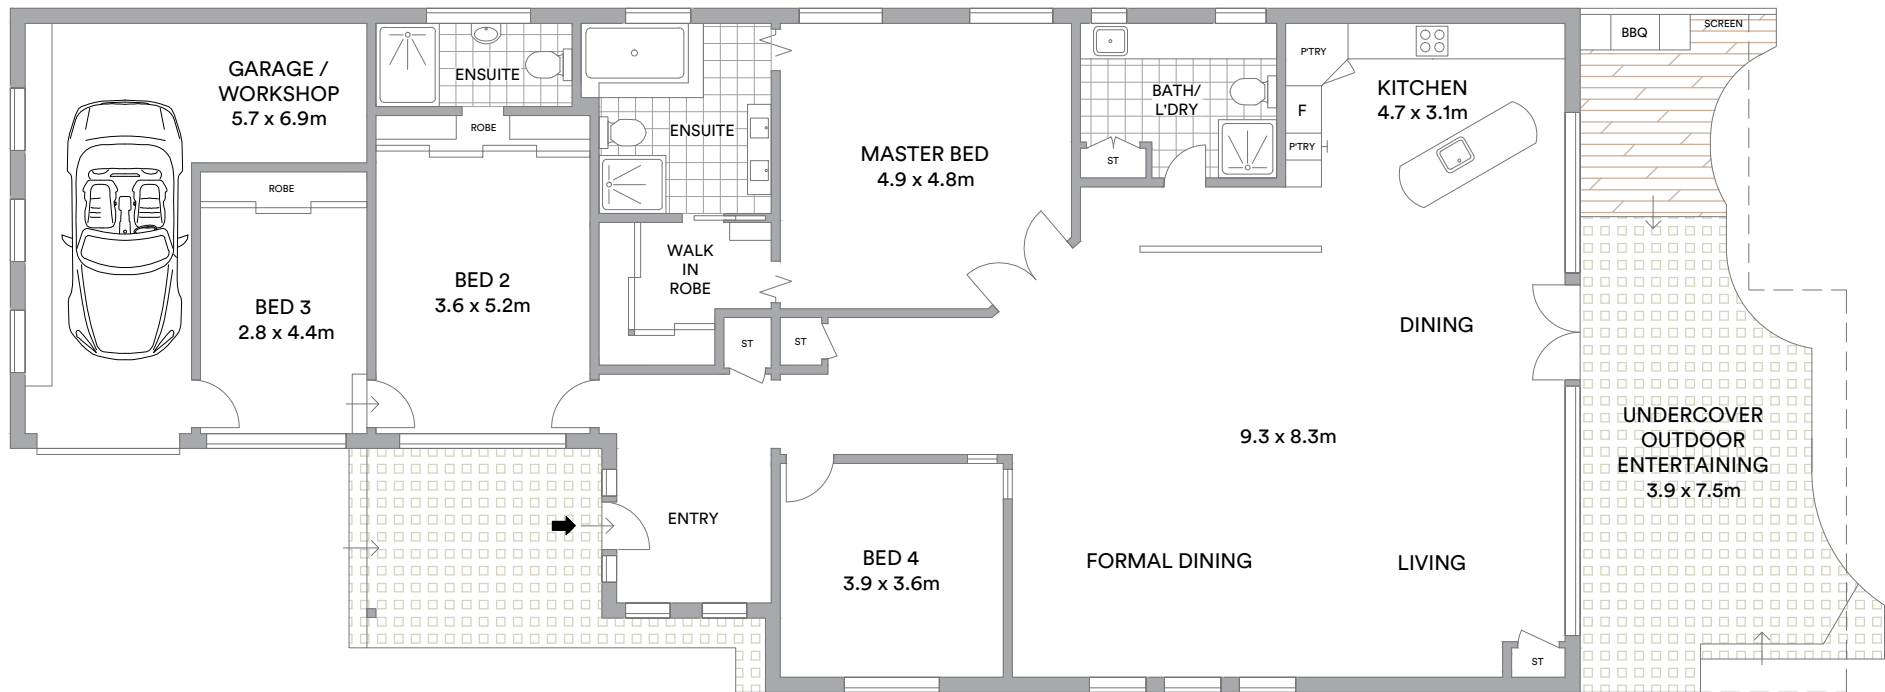 GARAGE /
WORKSHOP
5.7 x 6.9m
ENSUITE
ROBE
ENSUITE
MASTER BED
4.9 x 4.8m
BATH/
L'DRY
ST
P'TRY
F
P'TRY
KITCHEN
4.7 x 3.1m
BBQ
SCREEN
ROBE
BED 3
2.8 x 4.4m
BED 2
3.6 x 5.2m
WALK
IN
ROBE
ST
ST
DINING
9.3 x 8.3m
UNDERCOVER
OUTDOOR
ENTERTAINING
3.9 x 7.5m
ENTRY
BED 4
3.9 x 3.6m
FORMAL DINING
LIVING
ST